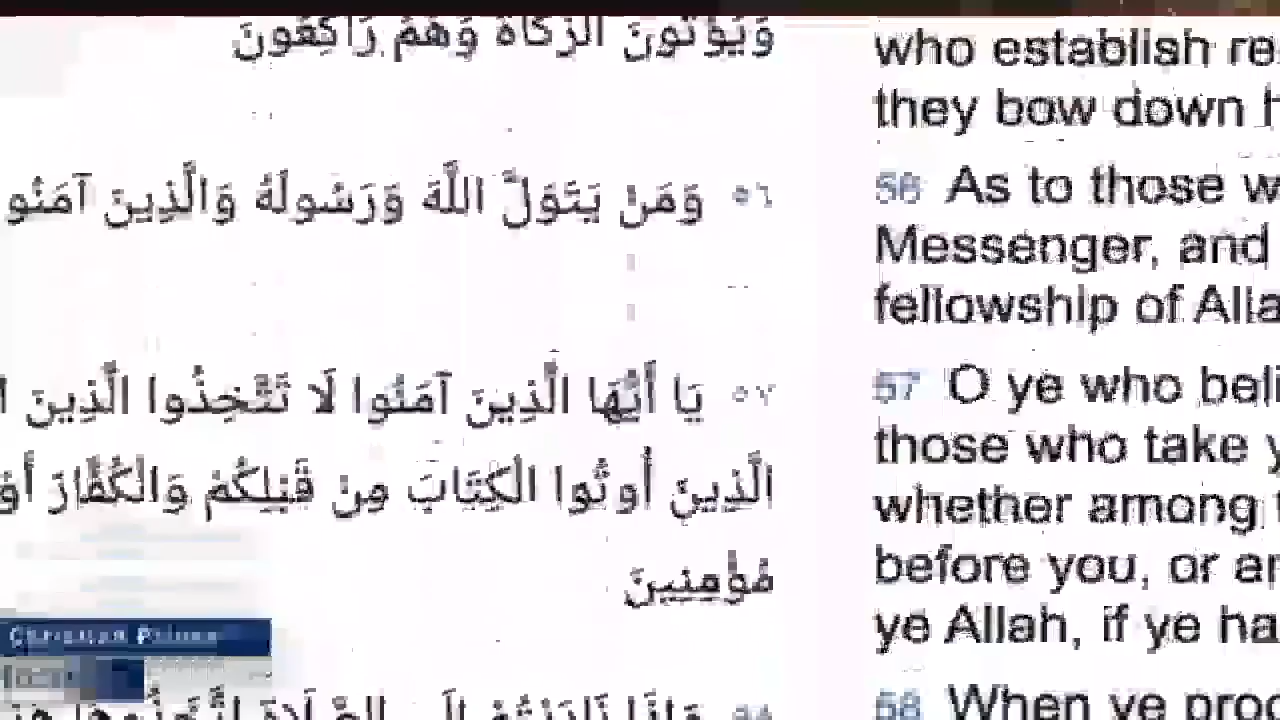 وَيُؤْتُونَ الزَّكَاةَ وَهُمْ رَاكِعُونَ
٥٦ وَمَنْ يَتَوَلَّ اللَّهَ وَرَسُولَهُ وَالَّذِينَ آمَنُو
٥٧ يَا أَيُّهَا الَّذِينَ آمَنُوا لَا تَتَّخِذُوا الَّذِينَ
الَّذِينَ أُوتُوا الْكِتَابَ مِنْ قَبْلِكُمْ وَالْكُفَّارَ
مُؤْمِنِينَ
who establish re
they bow down h
56 As to those w
Messenger, and
fellowship of Alla
57 O ye who beli
those who take y
whether among
before you, or ar
ye Allah, if ye ha
58 When ye proc
Christian Prince